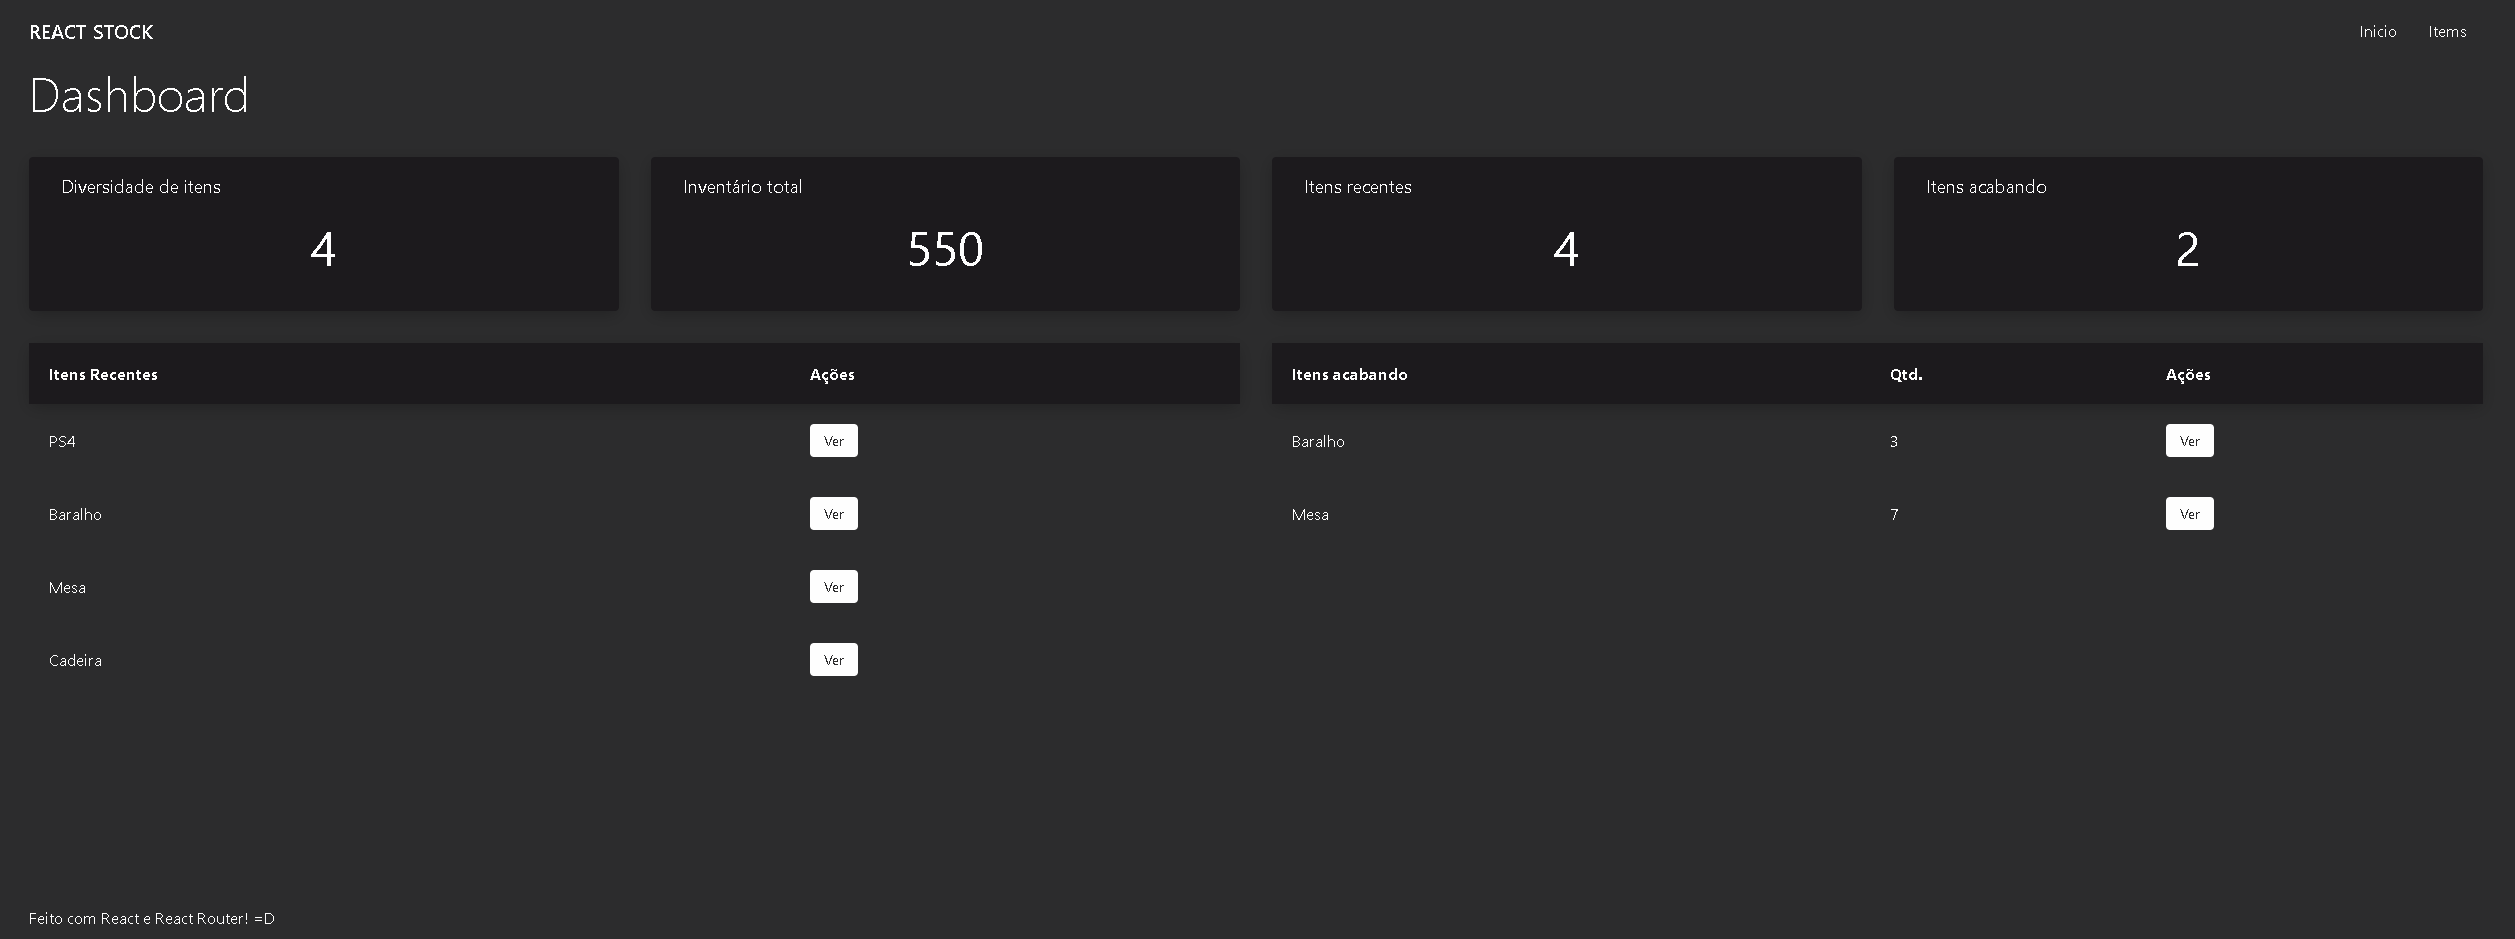 REACT STOCK Inicio Items
Dashboard
Diversidade de itens
4
Inventário total
550
Itens recentes
4
Itens acabando
2
Itens Recentes Ações
PS4 Ver
Baralho Ver
Mesa Ver
Cadeira Ver
Itens acabando Qtd. Ações
Baralho 3 Ver
Mesa 7 Ver
Feito com React e React Router! =D